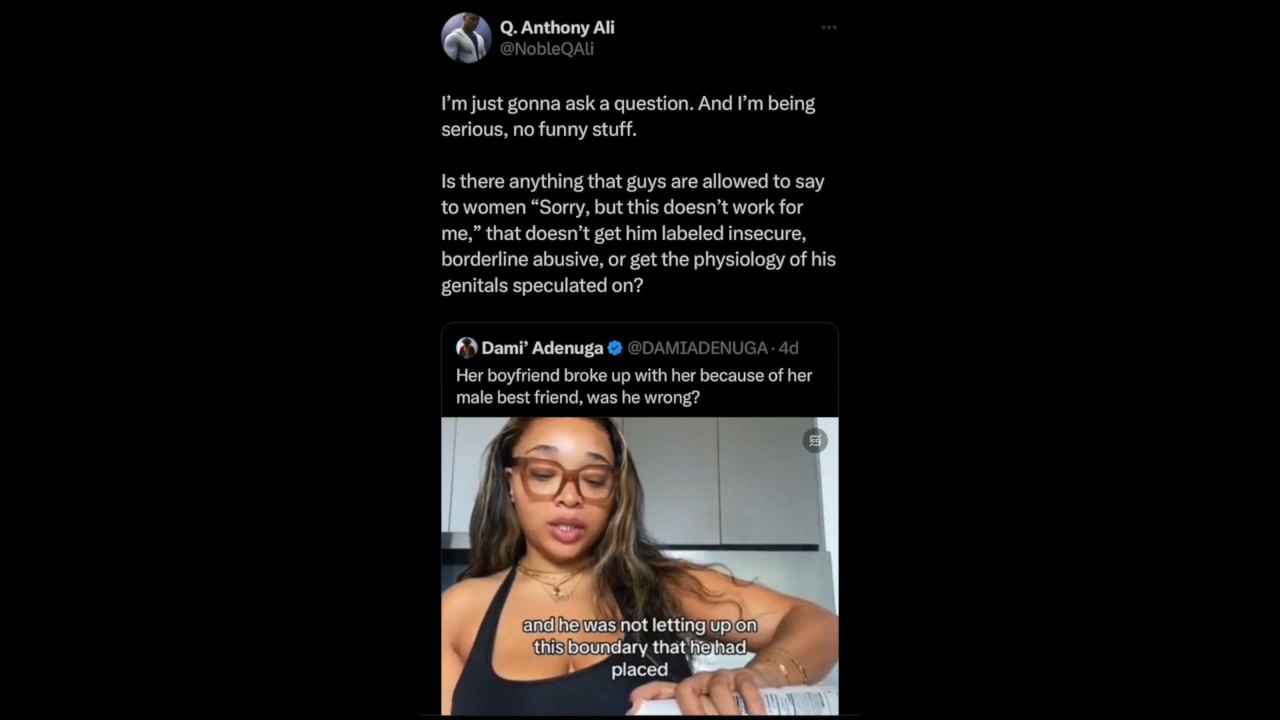 Q. Anthony Ali
@NobleQAli
I’m just gonna ask a question. And I’m being
serious, no funny stuff.
Is there anything that guys are allowed to say
to women “Sorry, but this doesn’t work for
me,” that doesn’t get him labeled insecure,
borderline abusive, or get the physiology of his
genitals speculated on?
Dami’ Adenuga @DAMIADENUGA · 4d
Her boyfriend broke up with her because of her
male best friend, was he wrong?
and he was not letting up on
this boundary that he had
placed